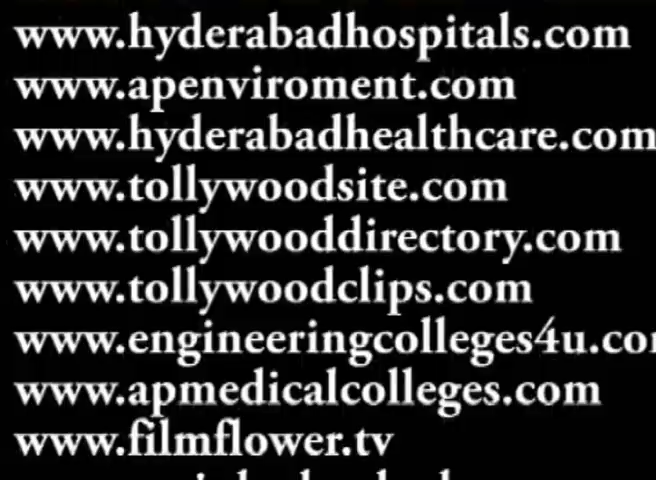 www.hyderabadhospitals.com
www.apenviroment.com
www.hyderabadhealthcare.com
www.tollywoodsite.com
www.tollywooddirectory.com
www.tollywoodclips.com
www.engineeringcolleges4u.co
www.apmedicalcolleges.com
www.filmflower.tv